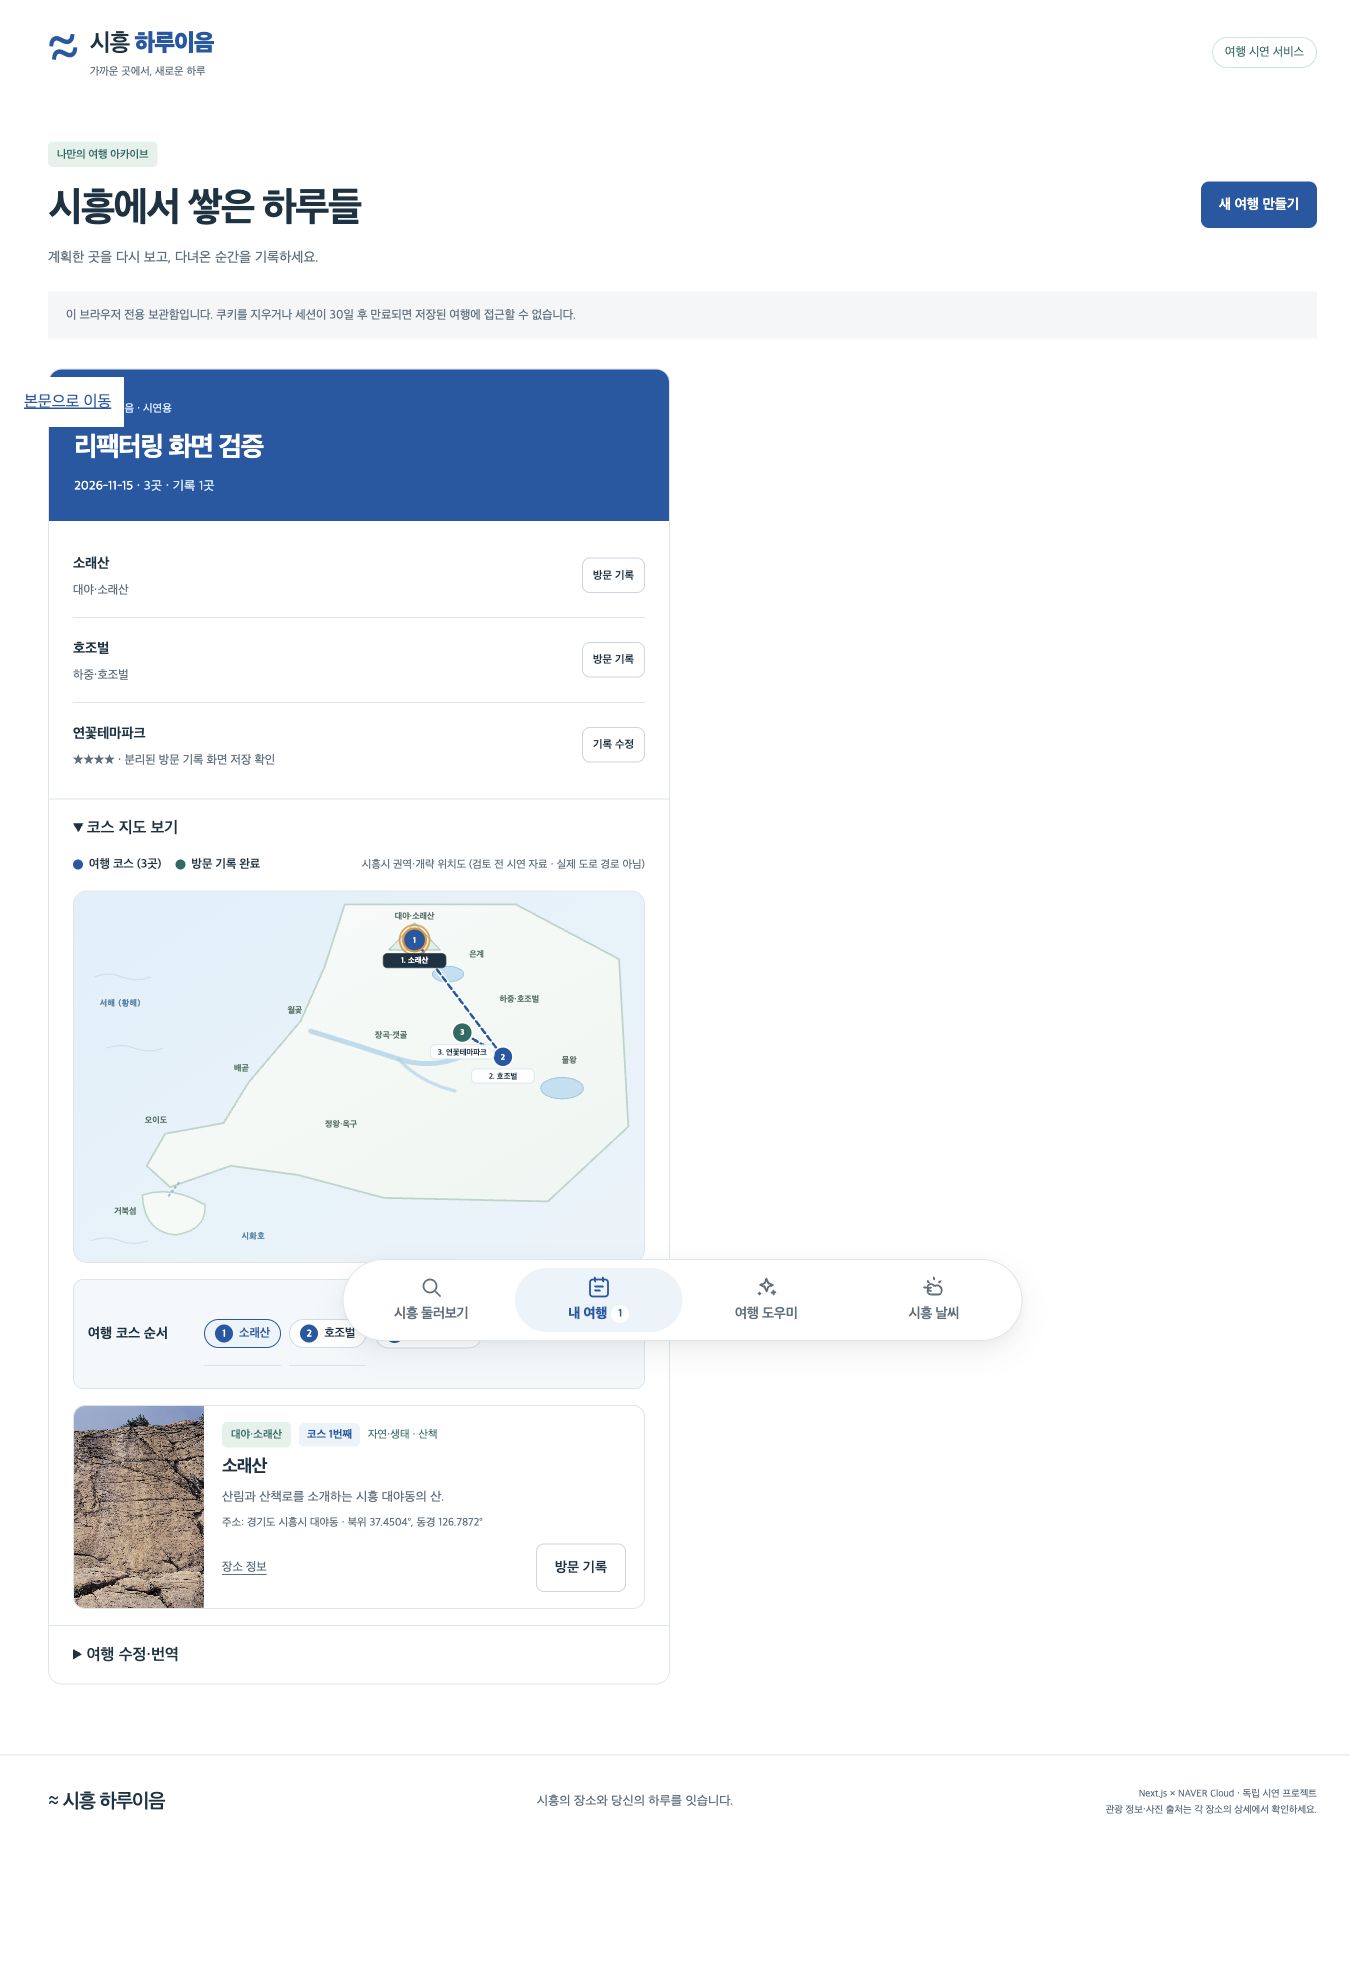 시흥 하루이음
가까운 곳에서, 새로운 하루
여행 시연 서비스
나만의 여행 아카이브
시흥에서 쌓은 하루들
새 여행 만들기
계획한 곳을 다시 보고, 다녀온 순간을 기록하세요.
이 브라우저 전용 보관함입니다. 쿠키를 지우거나 세션이 30일 후 만료되면 저장된 여행에 접근할 수 없습니다.
본문으로 이동
음 · 시연용
리팩터링 화면 검증
2026-11-15 · 3곳 · 기록 1곳
소래산
대야·소래산
방문 기록
호조벌
하중·호조벌
방문 기록
연꽃테마파크
★★★★ · 분리된 방문 기록 화면 저장 확인
기록 수정
▼ 코스 지도 보기
여행 코스 (3곳)
방문 기록 완료
시흥시 권역·개략 위치도 (검토 전 시연 자료 · 실제 도로 경로 아님)
대야·소래산
1
1. 소래산
은계
서해 (황해)
하중·호조벌
월곶
장곡·갯골
3
3. 연꽃테마파크
2
2. 호조벌
물왕
배곧
오이도
정왕·옥구
거북섬
시화호
시흥 둘러보기
내 여행 1
여행 도우미
시흥 날씨
여행 코스 순서
1 소래산
2 호조벌
대야·소래산
코스 1번째
자연·생태 · 산책
소래산
산림과 산책로를 소개하는 시흥 대야동의 산.
주소: 경기도 시흥시 대야동 · 북위 37.4504°, 동경 126.7872°
장소 정보
방문 기록
▶ 여행 수정·번역
≈ 시흥 하루이음
시흥의 장소와 당신의 하루를 잇습니다.
Next.js × NAVER Cloud · 독립 시연 프로젝트
관광 정보·사진 출처는 각 장소의 상세에서 확인하세요.